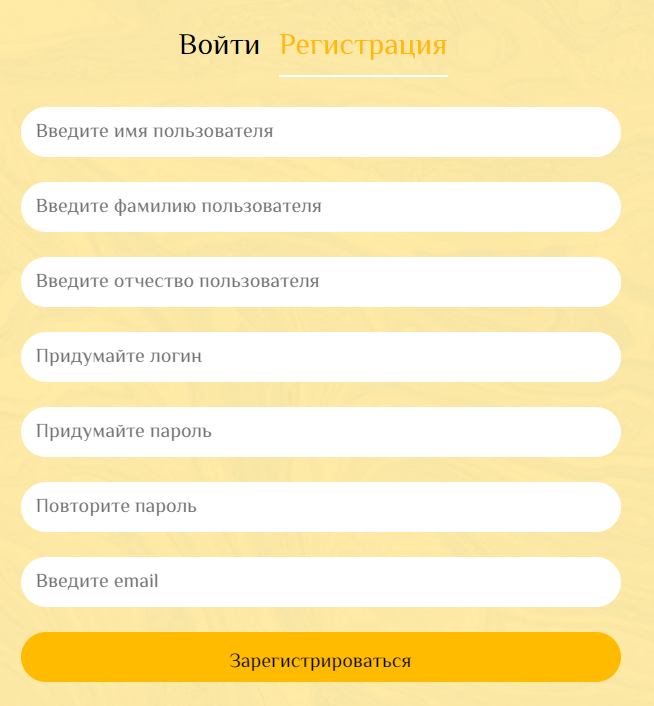 Войти Регистрация
Введите имя пользователя
Введите фамилию пользователя
Введите отчество пользователя
Придумайте логин
Придумайте пароль
Повторите пароль
Введите email
Зарегистрироваться